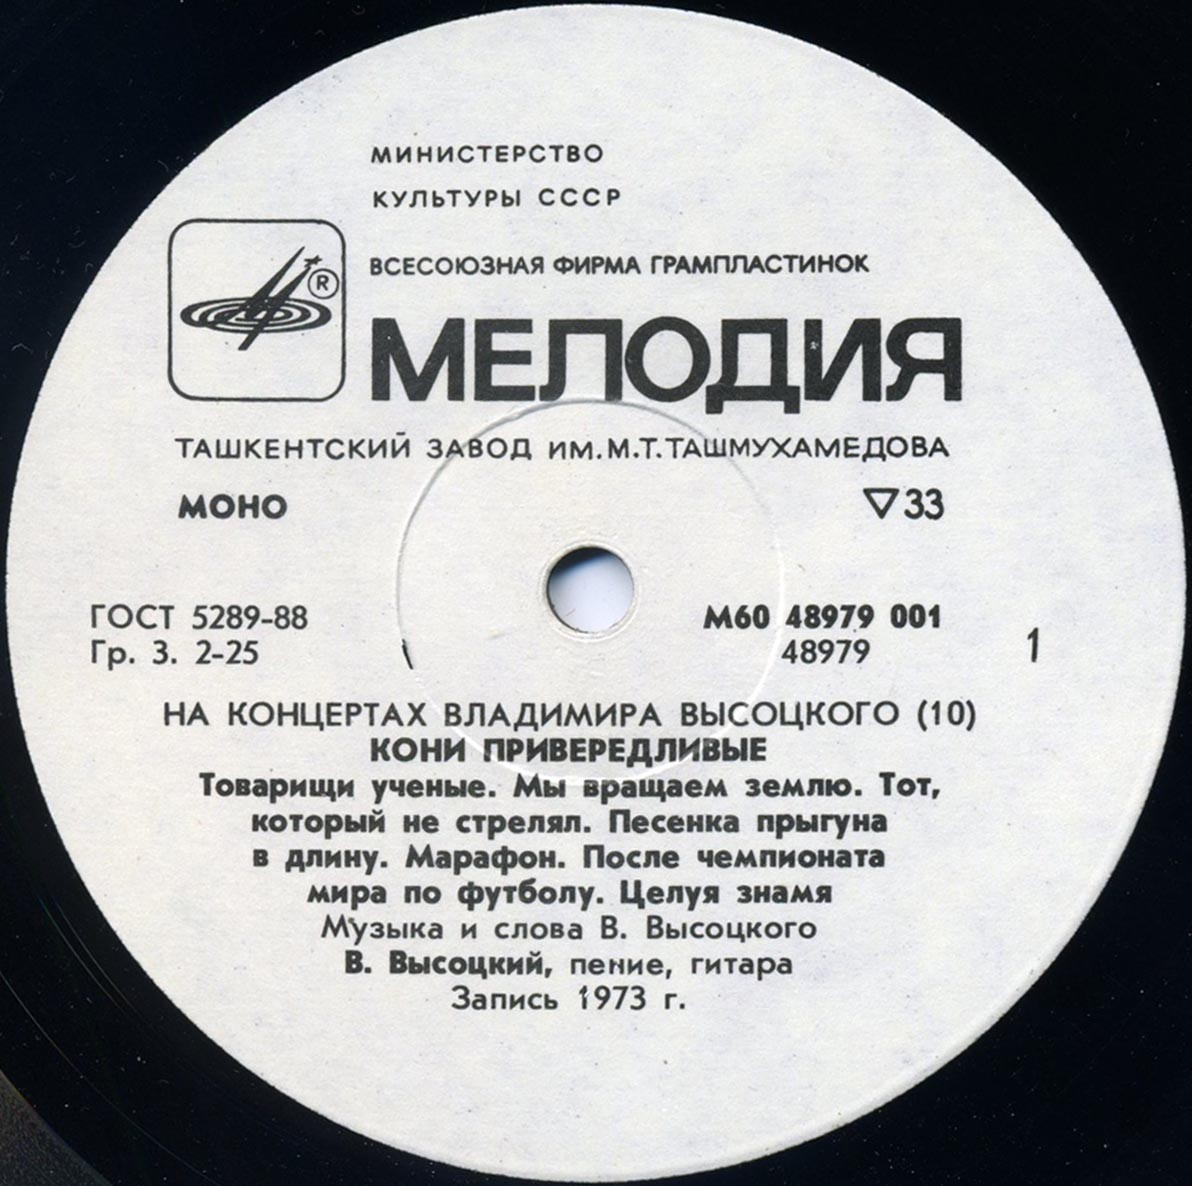 МИНИСТЕРСТВО
КУЛЬТУРЫ СССР
ВСЕСОЮЗНАЯ ФИРМА ГРАМПЛАСТИНОК
®
МЕЛОДИЯ
ТАШКЕНТСКИЙ ЗАВОД ИМ.М.Т.ТАШМУХАМЕДОВА
МОНО
▽33
ГОСТ 5289-88
Гр. 3. 2-25
М60 48979 001
48979
1
НА КОНЦЕРТАХ ВЛАДИМИРА ВЫСОЦКОГО (10)
КОНИ ПРИВЕРЕДЛИВЫЕ
Товарищи ученые. Мы вращаем землю. Тот,
который не стрелял. Песенка прыгуна
в длину. Марафон. После чемпионата
мира по футболу. Целуя знамя
Музыка и слова В. Высоцкого
В. Высоцкий, пение, гитара
Запись 1973 г.